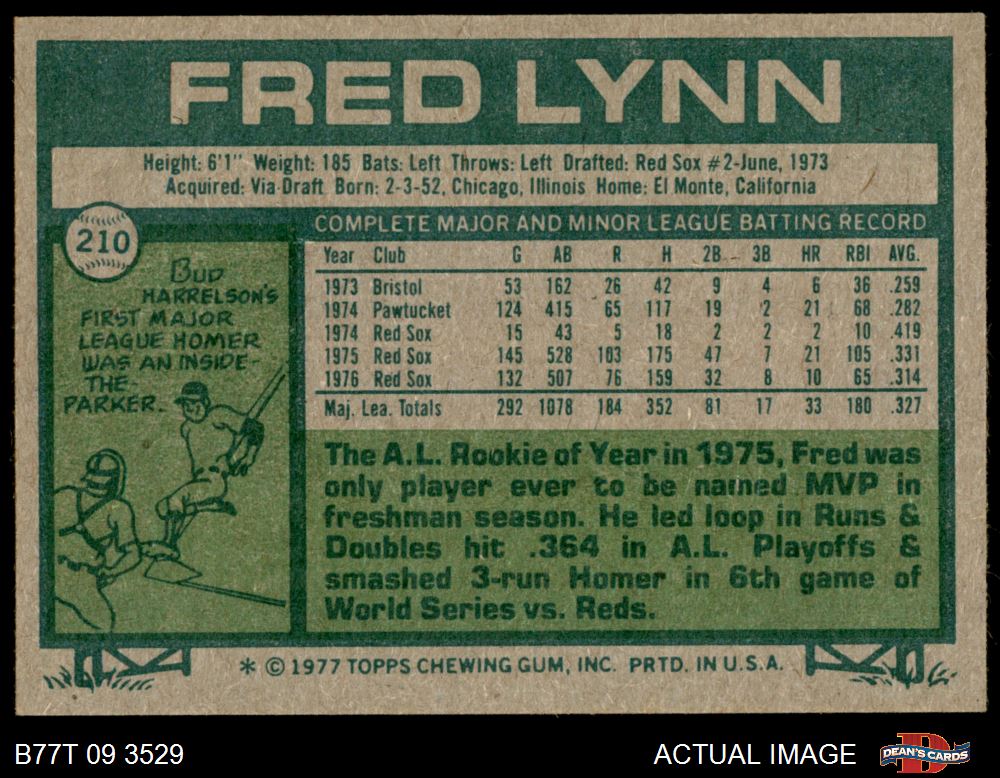 FRED LYNN
Height: 6'1" Weight: 185 Bats: Left Throws: Left Drafted: Red Sox #2-June, 1973
Acquired: Via Draft Born: 2-3-52, Chicago, Illinois Home: El Monte, California
210
BUD
HARRELSON'S
FIRST MAJOR
LEAGUE HOMER
WAS AN INSIDE-
THE-
PARKER.
COMPLETE MAJOR AND MINOR LEAGUE BATTING RECORD
Year Club G AB R H 2B 3B HR RBI AVG.
1973 Bristol 53 162 26 42 9 4 6 36 .259
1974 Pawtucket 124 415 65 117 19 2 21 68 .282
1974 Red Sox 15 43 5 18 2 2 2 10 .419
1975 Red Sox 145 528 103 175 47 7 21 105 .331
1976 Red Sox 132 507 76 159 32 8 10 65 .314
Maj. Lea. Totals 292 1078 184 352 81 17 33 180 .327
The A.L. Rookie of Year in 1975, Fred was
only player ever to be named MVP in
freshman season. He led loop in Runs &
Doubles hit .364 in A.L. Playoffs &
smashed 3-run Homer in 6th game of
World Series vs. Reds.
* © 1977 TOPPS CHEWING GUM, INC. PRTD. IN U.S.A.
B77T 09 3529
ACTUAL IMAGE
D
DEAN'S CARDS